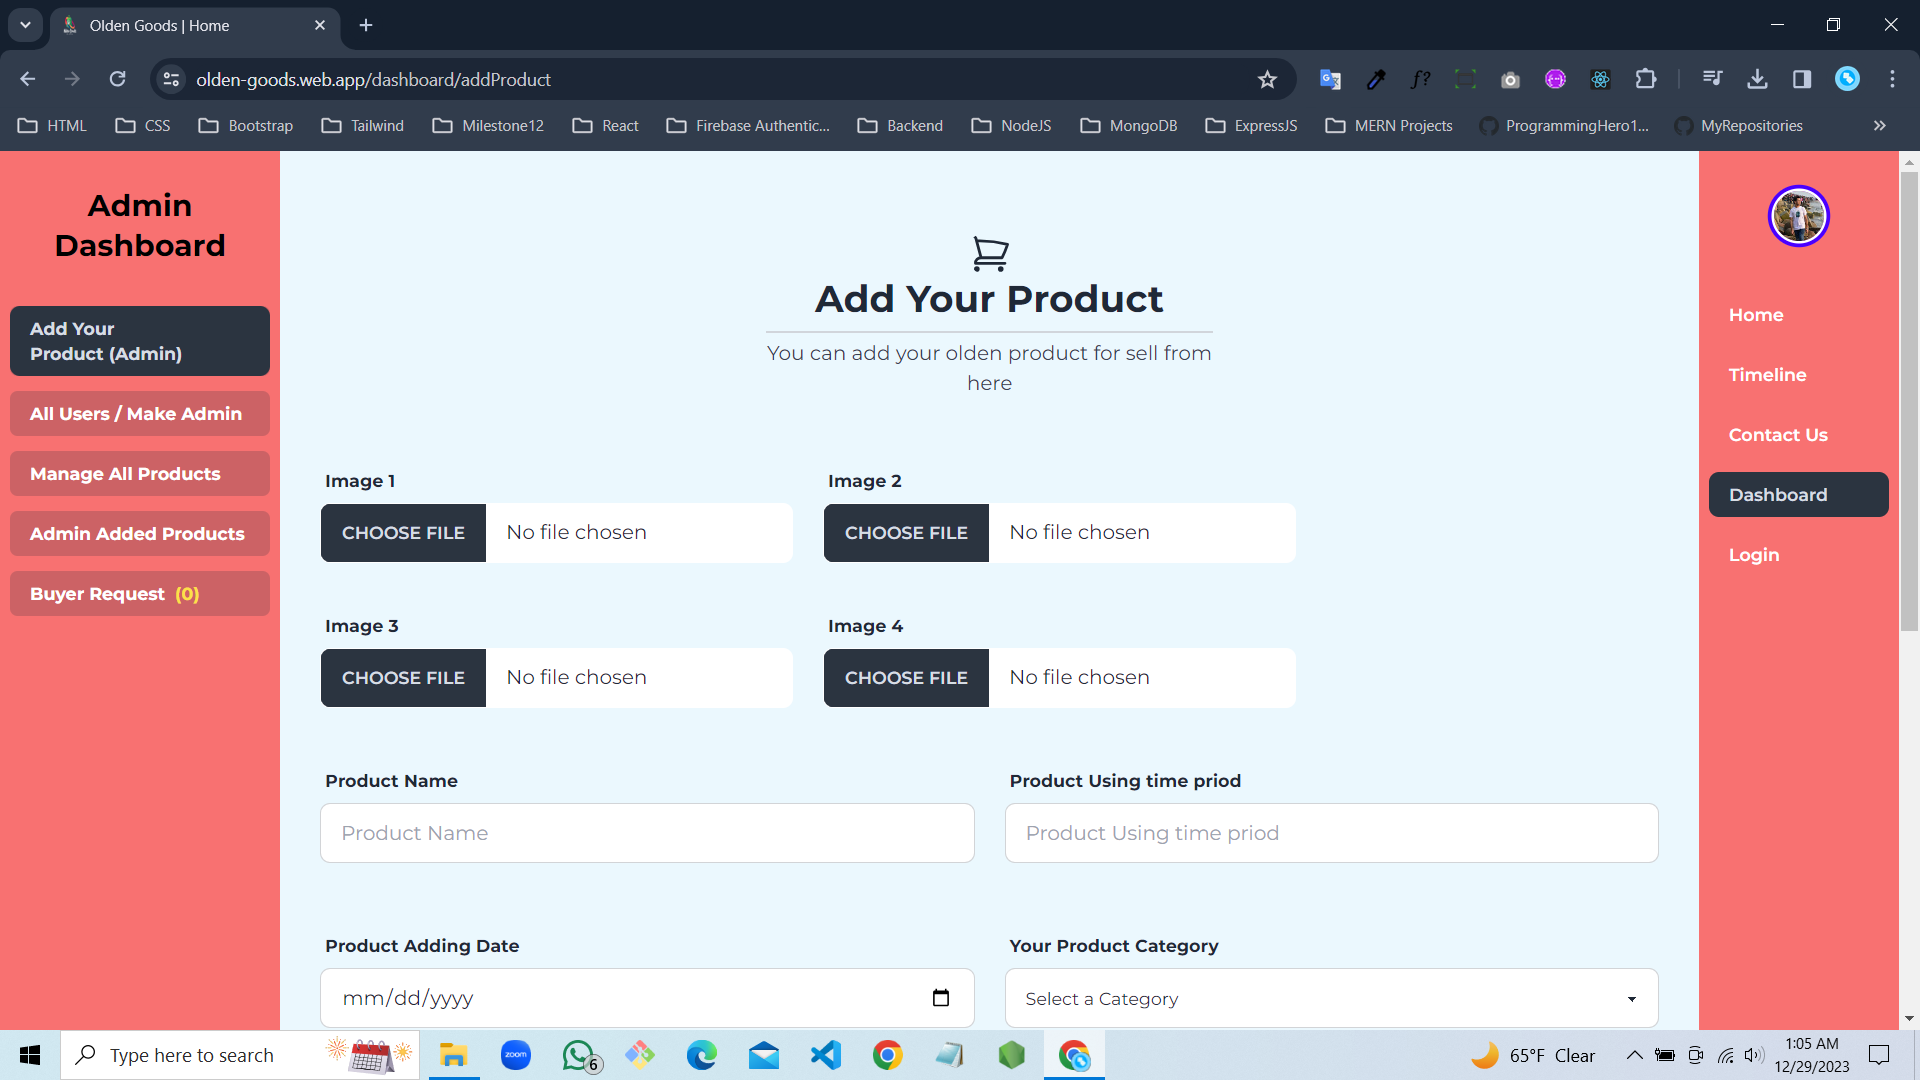 Olden Goods | Home
olden-goods.web.app/dashboard/addProduct
HTML
CSS
Bootstrap
Tailwind
Milestone12
React
Firebase Authentic...
Backend
NodeJS
MongoDB
ExpressJS
MERN Projects
ProgrammingHero1...
MyRepositories
Admin
Dashboard
Add Your
Product (Admin)
All Users / Make Admin
Manage All Products
Admin Added Products
Buyer Request (0)
Add Your Product
You can add your olden product for sell from
here
Image 1
CHOOSE FILE No file chosen
Image 2
CHOOSE FILE No file chosen
Image 3
CHOOSE FILE No file chosen
Image 4
CHOOSE FILE No file chosen
Product Name
Product Name
Product Using time priod
Product Using time priod
Product Adding Date
mm/dd/yyyy
Your Product Category
Select a Category
Home
Timeline
Contact Us
Dashboard
Login
Type here to search
zoom
6
65°F Clear
1:05 AM
12/29/2023